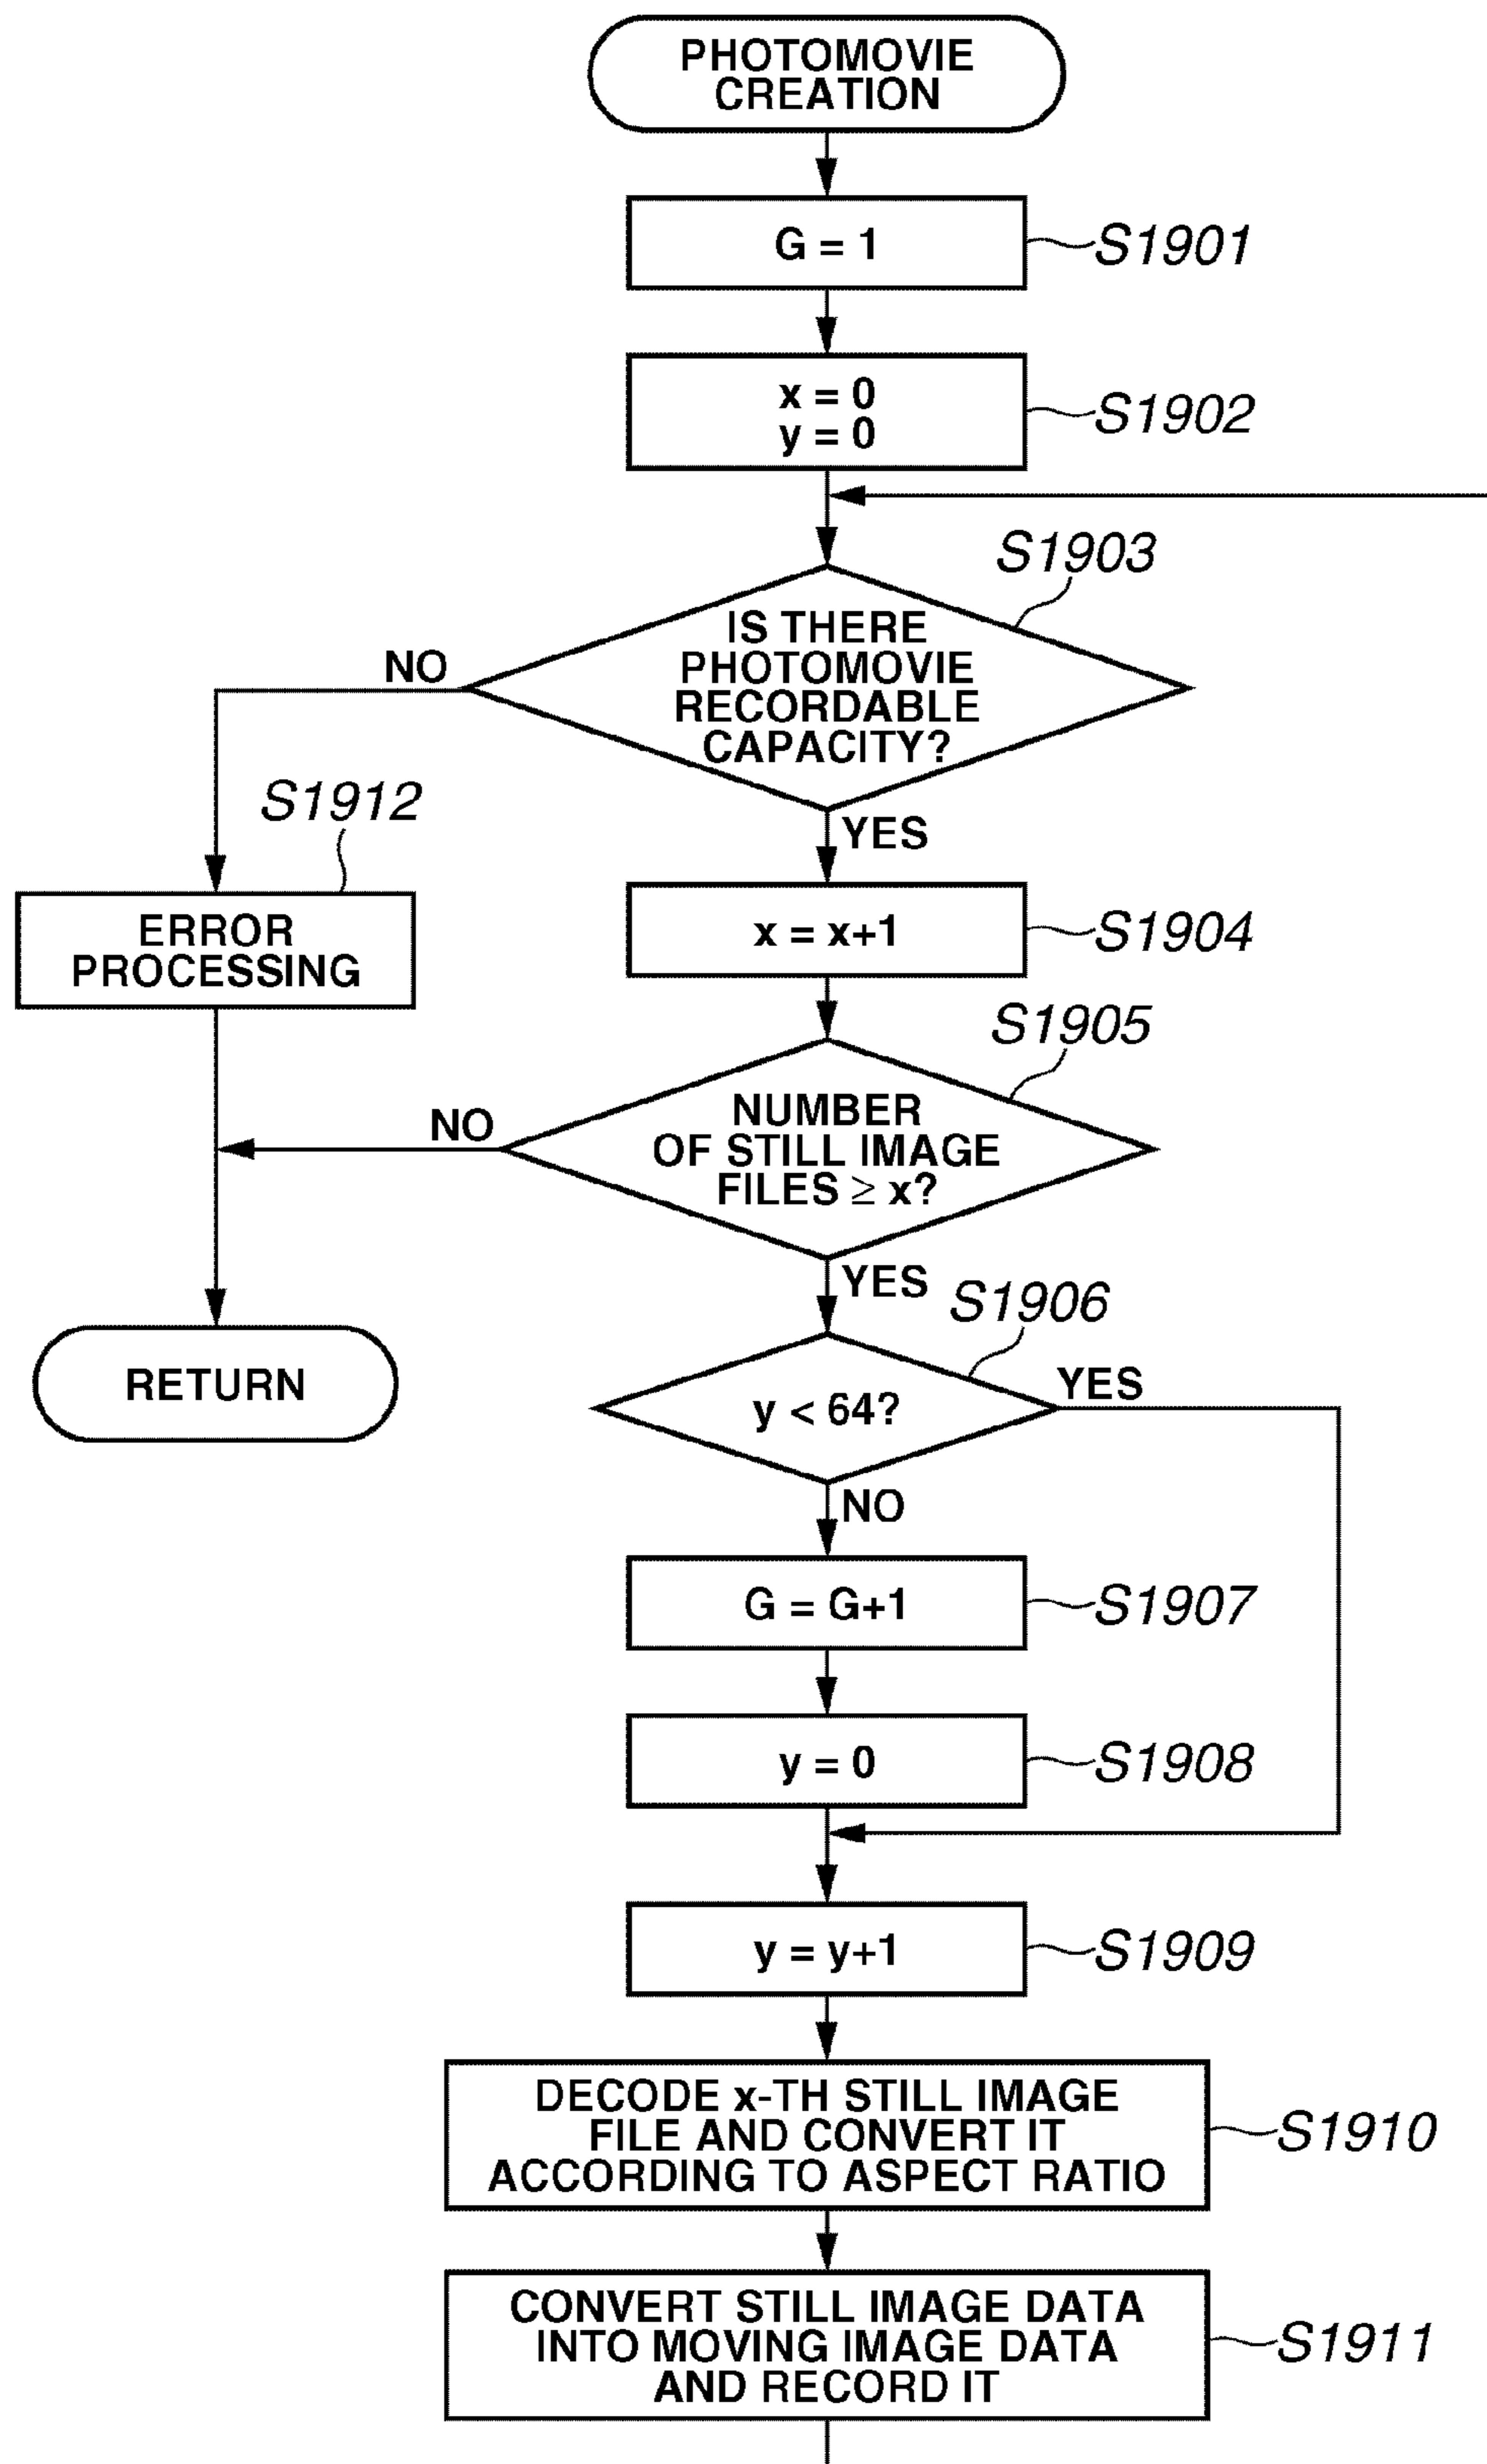 PHOTOMOVIE
CREATION
G = 1
S1901
x = 0
y = 0
S1902
S1903
IS THERE
PHOTOMOVIE
RECORDABLE
CAPACITY?
NO
YES
S1912
ERROR
PROCESSING
x = x+1
S1904
S1905
NUMBER
OF STILL IMAGE
FILES ≥ x?
NO
YES
S1906
y < 64?
YES
NO
RETURN
G = G+1
S1907
y = 0
S1908
y = y+1
S1909
DECODE x-TH STILL IMAGE
FILE AND CONVERT IT
ACCORDING TO ASPECT RATIO
S1910
CONVERT STILL IMAGE DATA
INTO MOVING IMAGE DATA
AND RECORD IT
S1911